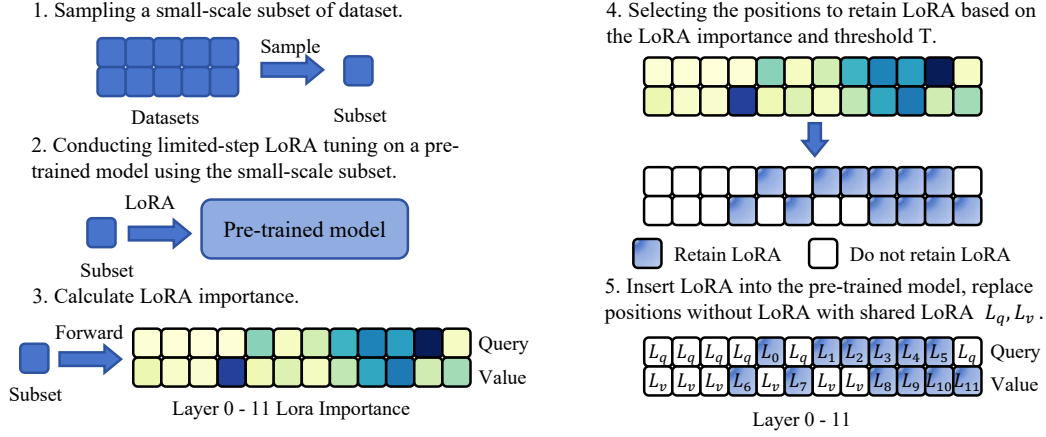 1. Sampling a small-scale subset of dataset.
Sample
Datasets
Subset
2. Conducting limited-step LoRA tuning on a pre-
trained model using the small-scale subset.
LoRA
Pre-trained model
Subset
3. Calculate LoRA importance.
Forward
Query
Value
Subset
Layer 0 - 11 Lora Importance
4. Selecting the positions to retain LoRA based on
the LoRA importance and threshold T.
Retain LoRA
Do not retain LoRA
5. Insert LoRA into the pre-trained model, replace
positions without LoRA with shared LoRA L_q, L_v.
L_q L_q L_q L_q L_0 L_q L_1 L_2 L_3 L_4 L_5 L_q Query
L_v L_v L_v L_6 L_v L_7 L_v L_v L_8 L_9 L_10 L_11 Value
Layer 0 - 11